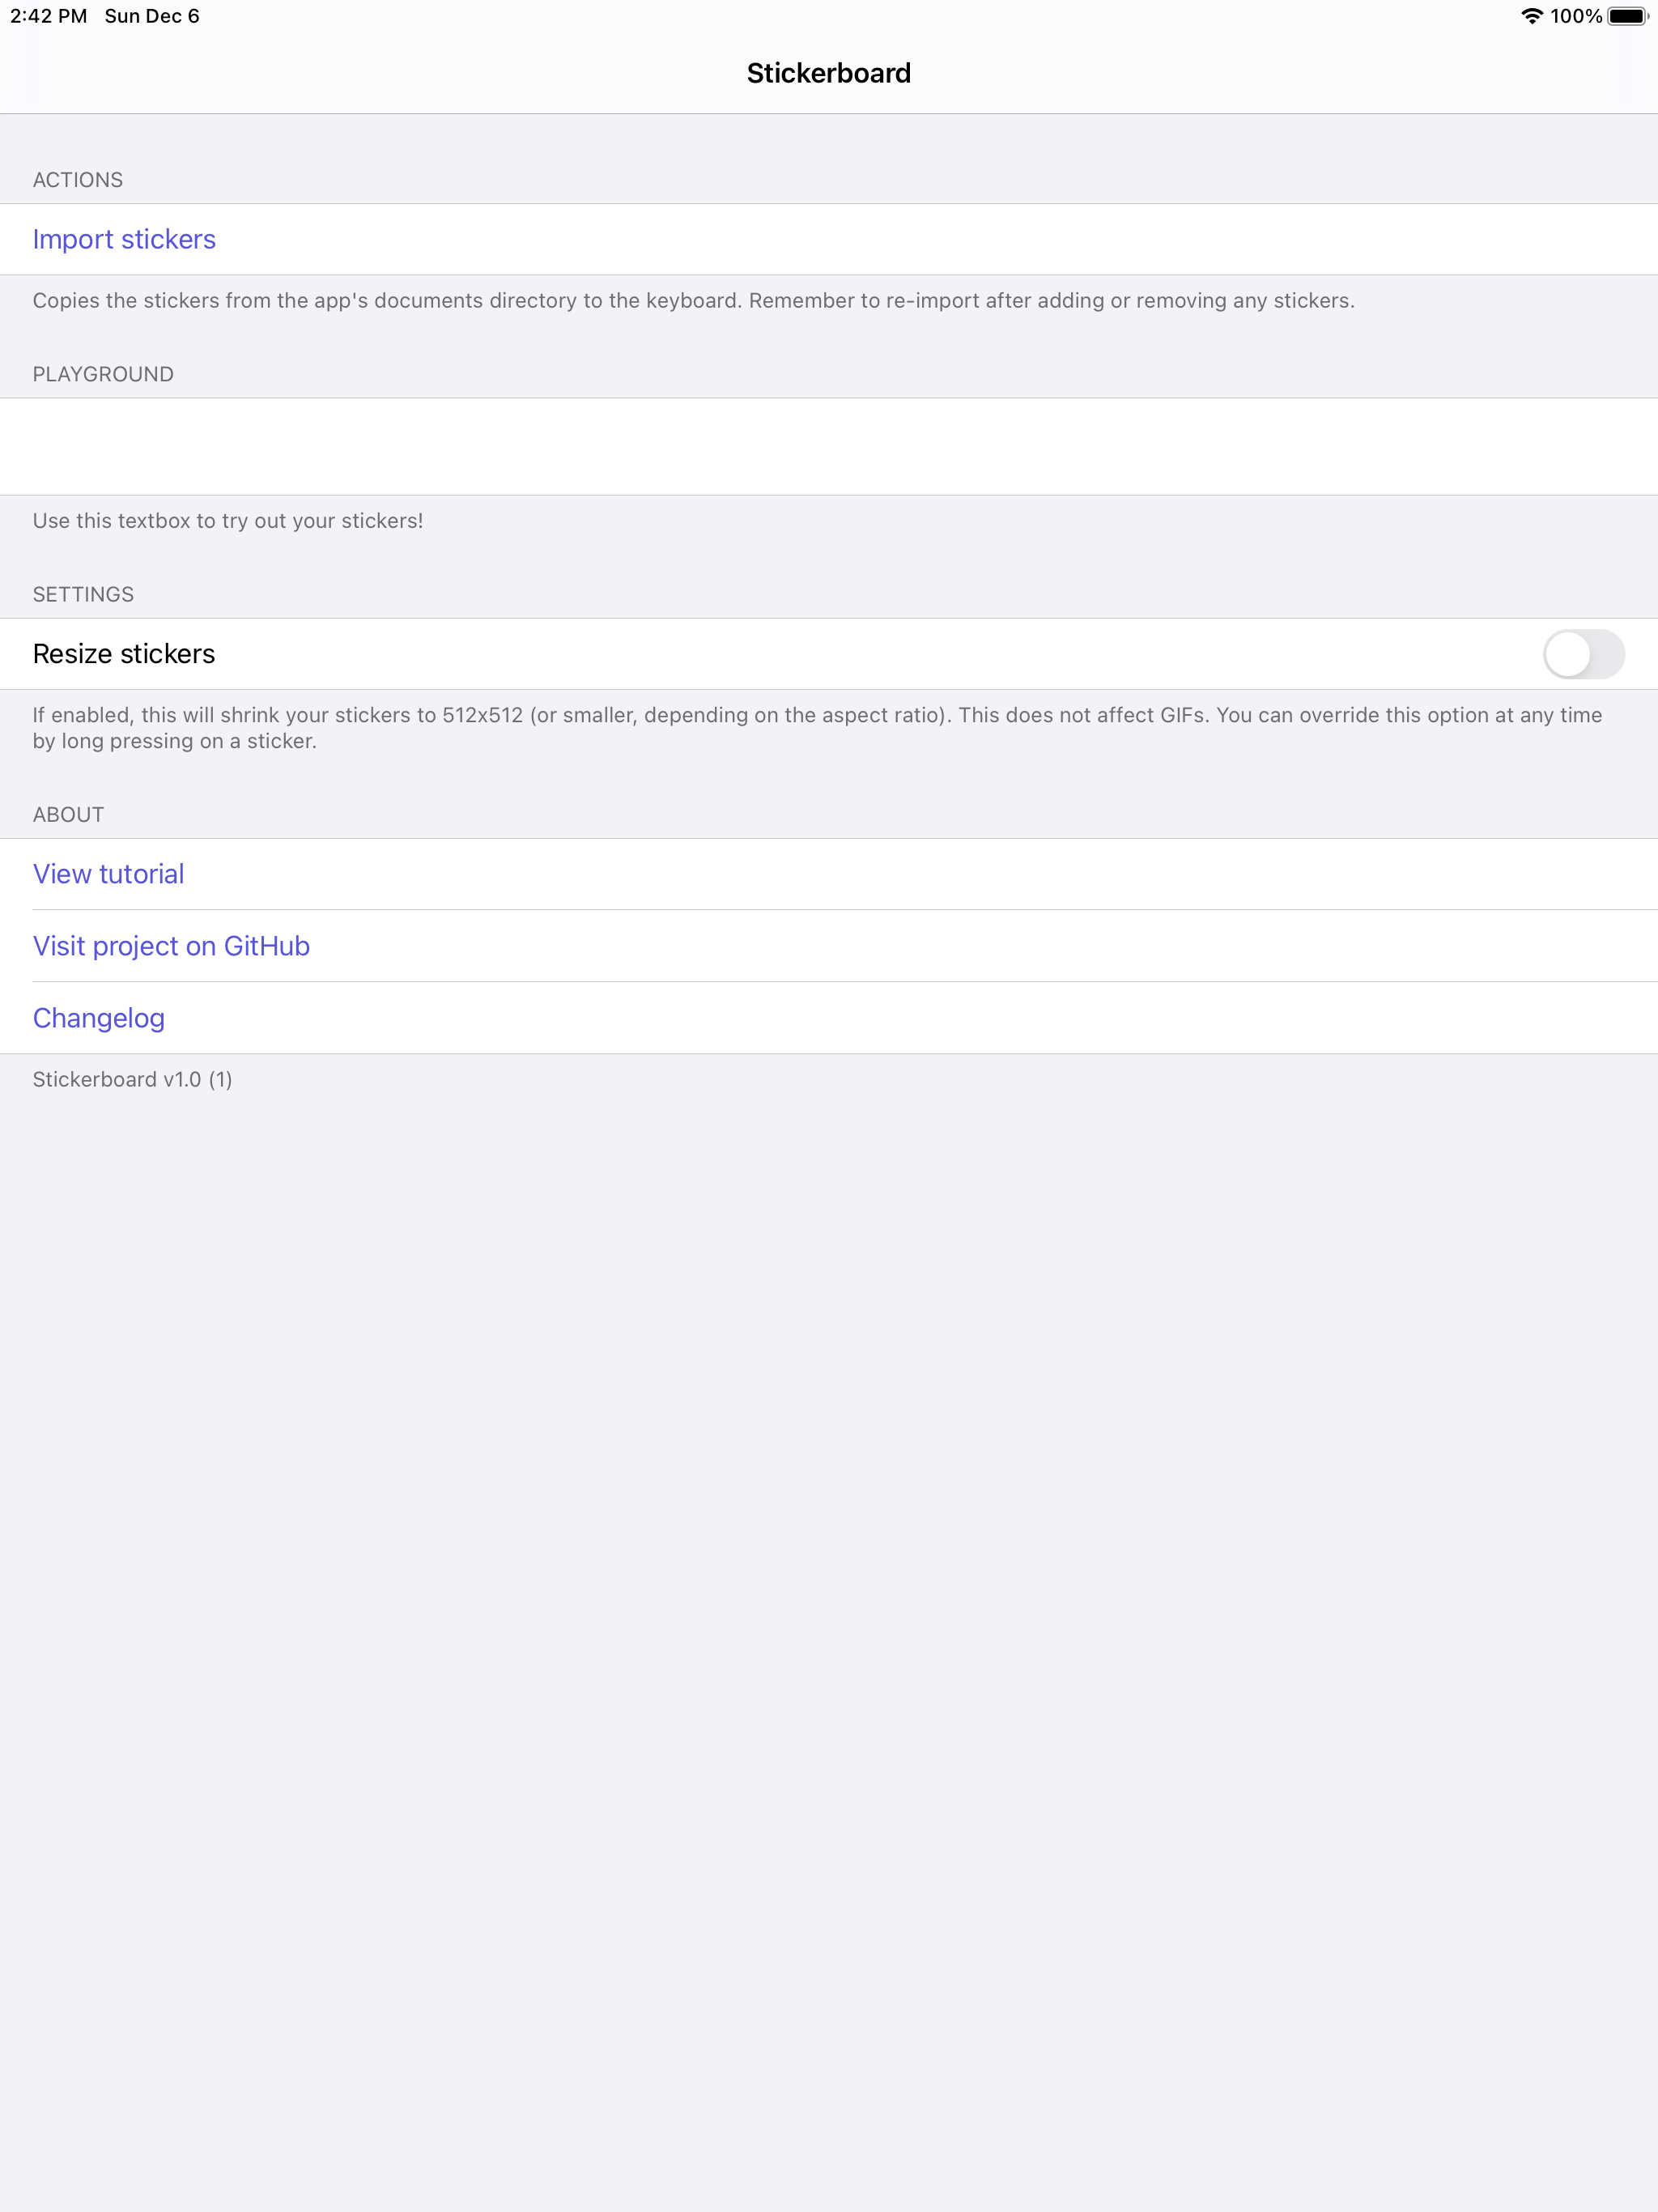 2:42 PM Sun Dec 6 100%
Stickerboard
ACTIONS
Import stickers
Copies the stickers from the app's documents directory to the keyboard. Remember to re-import after adding or removing any stickers.
PLAYGROUND
Use this textbox to try out your stickers!
SETTINGS
Resize stickers
If enabled, this will shrink your stickers to 512x512 (or smaller, depending on the aspect ratio). This does not affect GIFs. You can override this option at any time
by long pressing on a sticker.
ABOUT
View tutorial
Visit project on GitHub
Changelog
Stickerboard v1.0 (1)